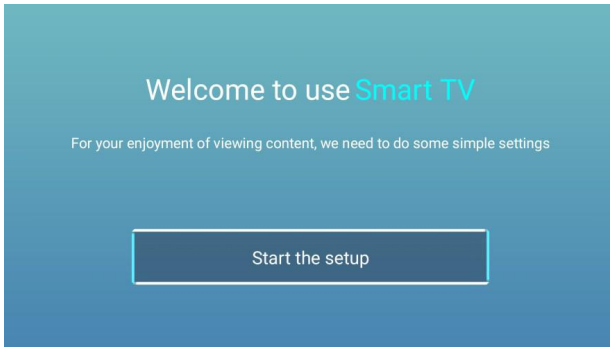 Welcome to use Smart TV
For your enjoyment of viewing content, we need to do some simple settings
Start the setup